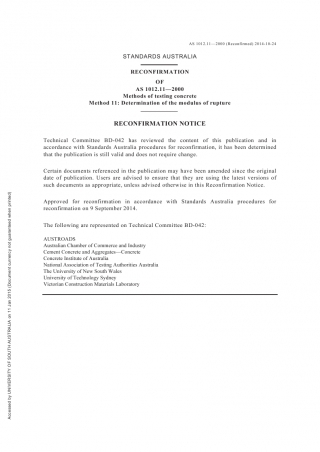 AS 1012.11—2000 (Reconfirmed) 2014-10-24
STANDARDS AUSTRALIA
RECONFIRMATION
OF
AS 1012.11—2000
Methods of testing concrete
Method 11: Determination of the modulus of rupture
RECONFIRMATION NOTICE
Technical Committee BD-042 has reviewed the content of this publication and in
accordance with Standards Australia procedures for reconfirmation, it has been determined
that the publication is still valid and does not require change.
Certain documents referenced in the publication may have been amended since the original
date of publication. Users are advised to ensure that they are using the latest versions of
such documents as appropriate, unless advised otherwise in this Reconfirmation Notice.
Approved for reconfirmation in accordance with Standards Australia procedures for
reconfirmation on 9 September 2014.
The following are represented on Technical Committee BD-042:
AUSTROADS
Australian Chamber of Commerce and Industry
Cement Concrete and Aggregates—Concrete
Concrete Institute of Australia
National Association of Testing Authorities Australia
The University of New South Wales
University of Technology Sydney
Victorian Construction Materials Laboratory
Accessed by UNIVERSITY OF SOUTH AUSTRALIA on 11 Jan 2015 (Document currency not guaranteed when printed)